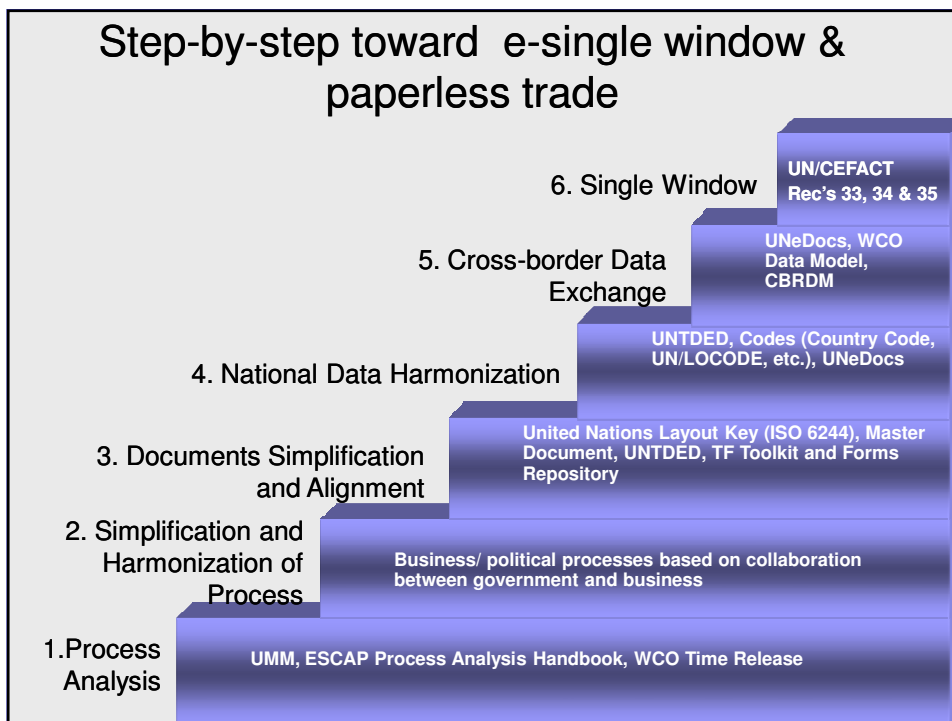 Step-by-step toward e-single window &
paperless trade
6. Single Window
UN/CEFACT
Rec's 33, 34 & 35
5. Cross-border Data
Exchange
UNeDocs, WCO
Data Model,
CBRDM
4. National Data Harmonization
UNTDED, Codes (Country Code,
UN/LOCODE, etc.), UNeDocs
3. Documents Simplification
and Alignment
United Nations Layout Key (ISO 6244), Master
Document, UNTDED, TF Toolkit and Forms
Repository
2. Simplification and
Harmonization of
Process
Business/ political processes based on collaboration
between government and business
1.Process
Analysis
UMM, ESCAP Process Analysis Handbook, WCO Time Release